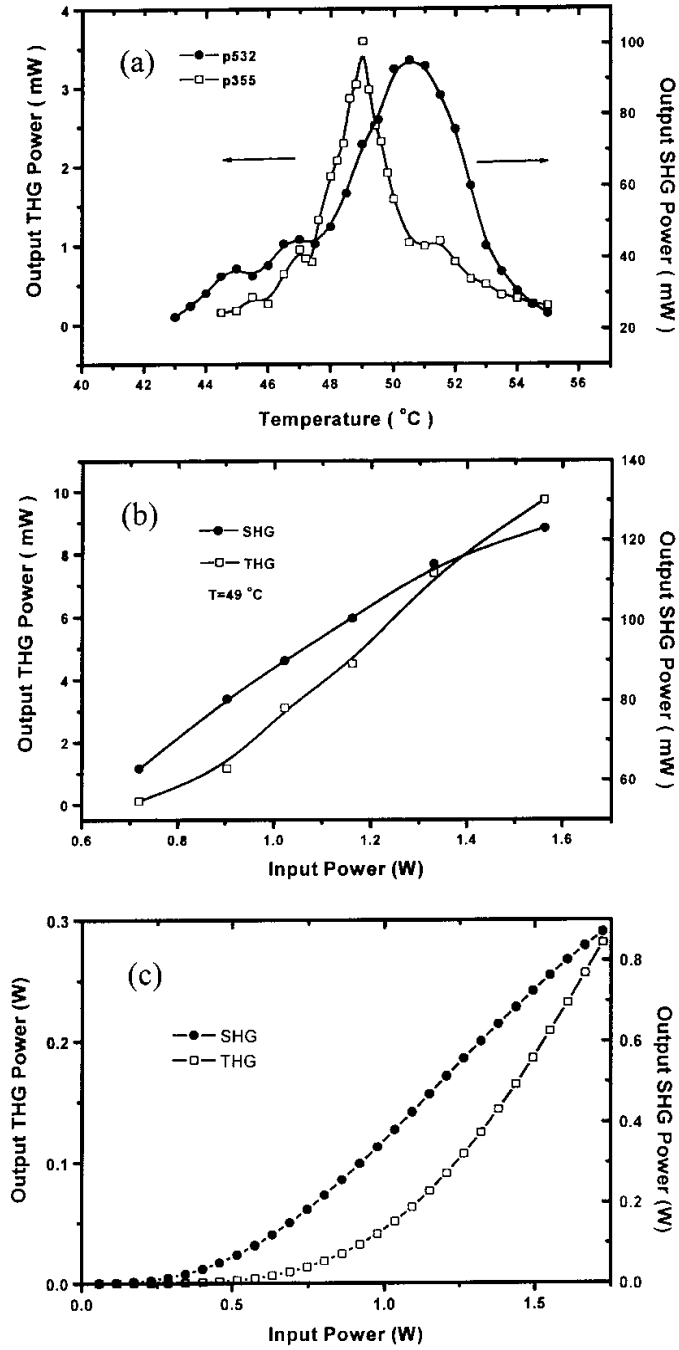 (a)
p532
p355
Output THG Power ( mW )
4
3
2
1
0
Output SHG Power ( mW )
100
80
60
40
20
40 42 44 46 48 50 52 54 56
Temperature ( °C )
(b)
SHG
THG
T=49 °C
Output THG Power ( mW )
10
8
6
4
2
0
Output SHG Power ( mW )
140
120
100
80
60
0.6 0.8 1.0 1.2 1.4 1.6
Input Power (W)
(c)
SHG
THG
Output THG Power (W)
0.3
0.2
0.1
0.0
Output SHG Power (W)
0.8
0.6
0.4
0.2
0.0
0.0 0.5 1.0 1.5
Input Power (W)